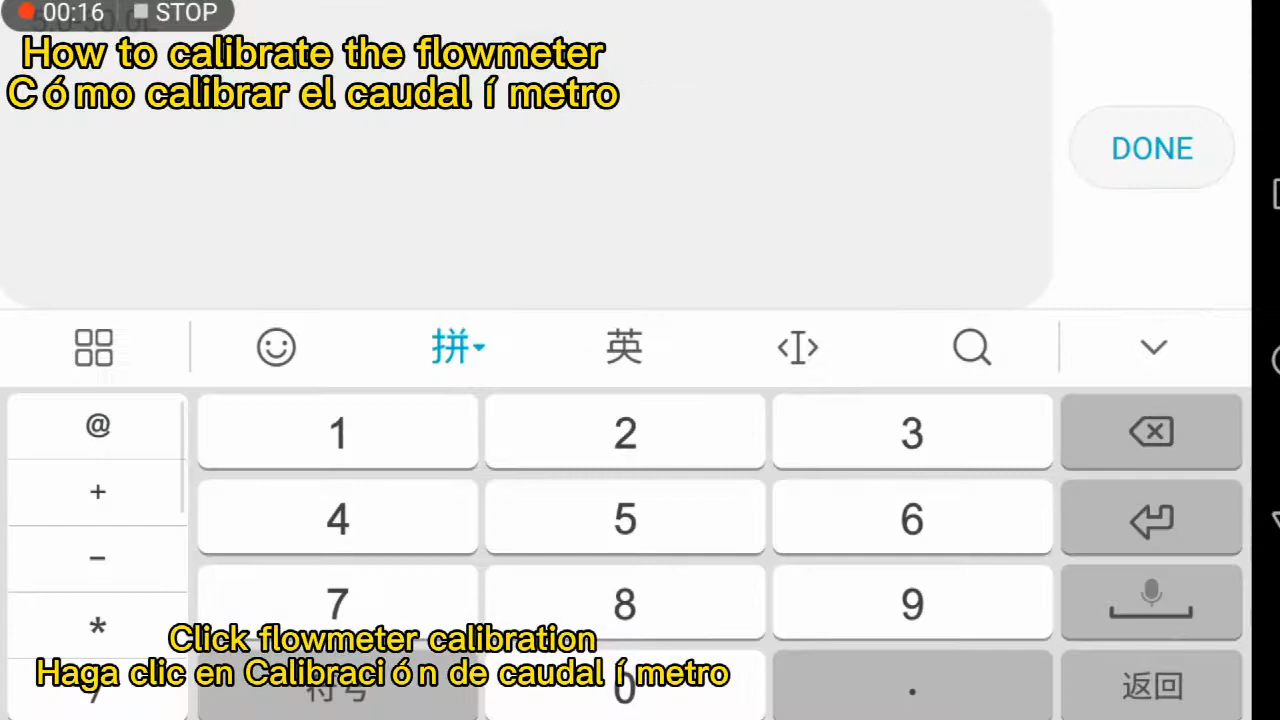 00:16 STOP
How to calibrate the flowmeter
C ó mo calibrar el caudal í metro
DONE
拼 英
@ 1 2 3
+ 4 5 6
- 7 8 9
*
Click flowmeter calibration
Haga clic en Calibraci ó n de caudal í metro
/ 符号 0 . 返回